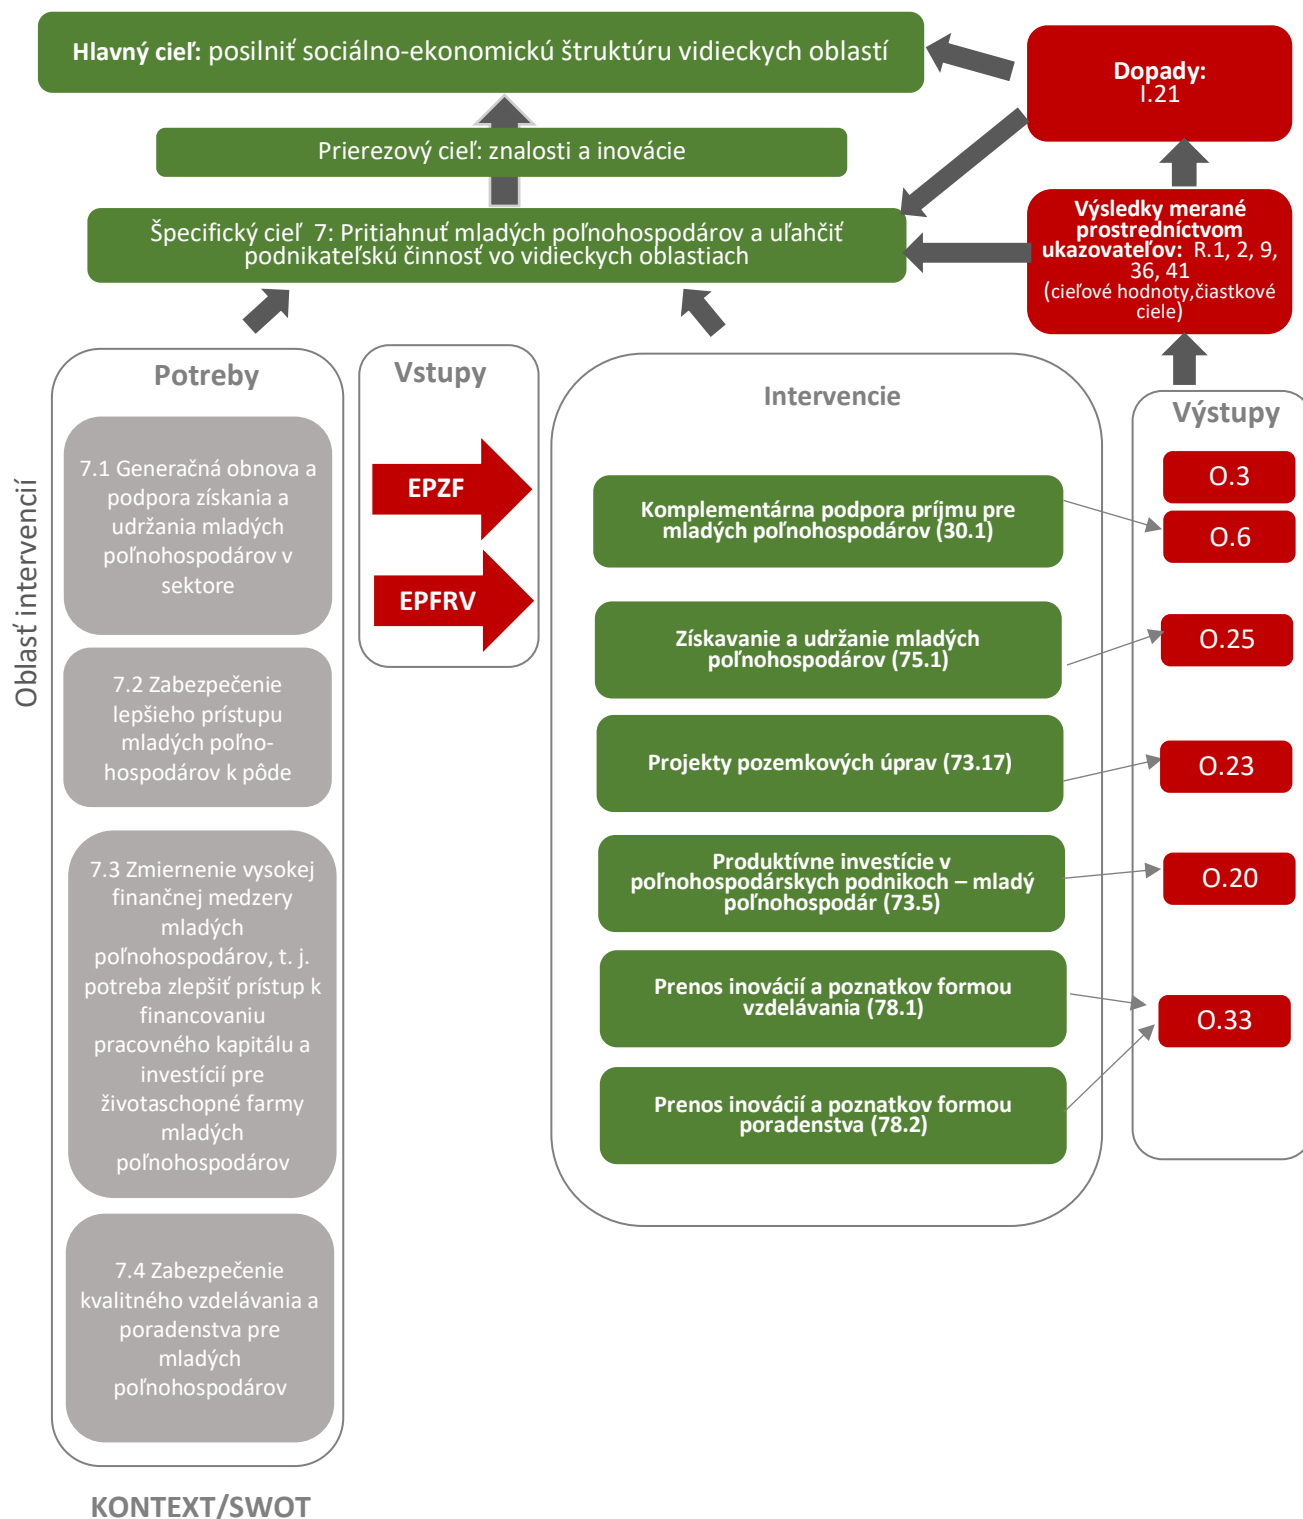 Hlavný cieľ: posilniť sociálno-ekonomickú štruktúru vidieckych oblastí
Dopady:
I.21
Prierezový cieľ: znalosti a inovácie
Špecifický cieľ 7: Pritiahnuť mladých poľnohospodárov a uľahčiť
podnikateľskú činnosť vo vidieckych oblastiach
Výsledky merané
prostredníctvom
ukazovateľov: R.1, 2, 9,
36, 41
(cieľové hodnoty,čiastkové
ciele)
Oblasť intervencií
Potreby
7.1 Generačná obnova a
podpora získania a
udržania mladých
poľnohospodárov v
sektore
7.2 Zabezpečenie
lepšieho prístupu
mladých poľno-
hospodárov k pôde
7.3 Zmiernenie vysokej
finančnej medzery
mladých
poľnohospodárov, t. j.
potreba zlepšiť prístup k
financovaniu
pracovného kapitálu a
investícií pre
životaschopné farmy
mladých
poľnohospodárov
7.4 Zabezpečenie
kvalitného vzdelávania a
poradenstva pre
mladých
poľnohospodárov
KONTEXT/SWOT
Vstupy
EPZF
EPFRV
Intervencie
Komplementárna podpora príjmu pre
mladých poľnohospodárov (30.1)
Získavanie a udržanie mladých
poľnohospodárov (75.1)
Projekty pozemkových úprav (73.17)
Produktívne investície v
poľnohospodárskych podnikoch – mladý
poľnohospodár (73.5)
Prenos inovácií a poznatkov formou
vzdelávania (78.1)
Prenos inovácií a poznatkov formou
poradenstva (78.2)
Výstupy
O.3
O.6
O.25
O.23
O.20
O.33